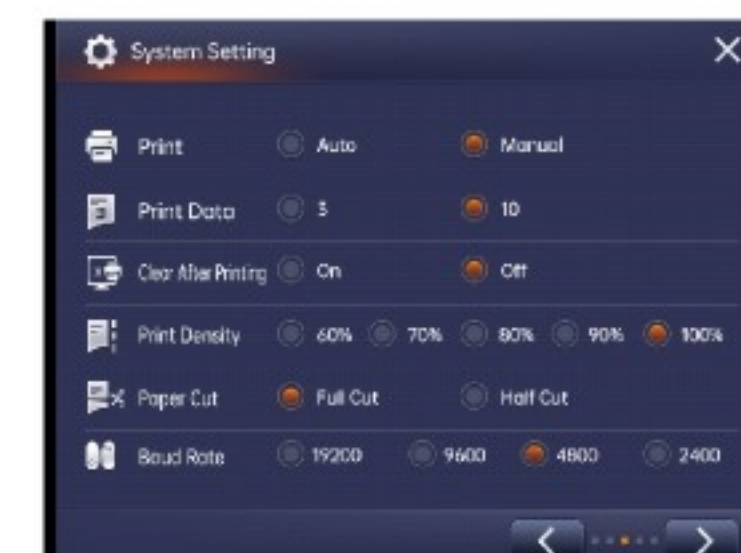 System Setting
Print Auto Manual
Print Data 3 10
Clear After Printing On Off
Print Density 60% 70% 80% 90% 100%
Paper Cut Full Cut Half Cut
Baud Rate 19200 9600 4800 2400